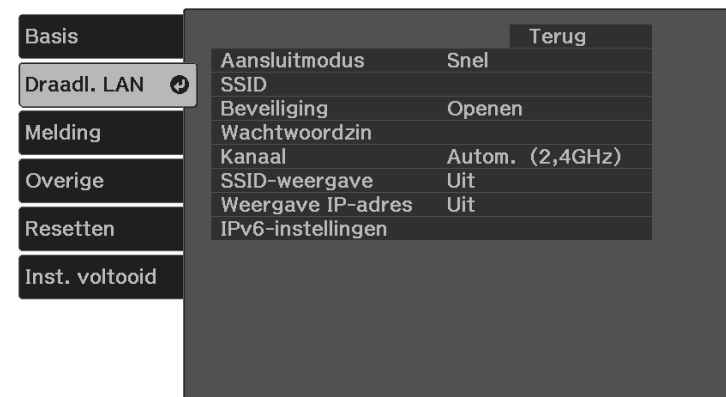 Basis
Draadl. LAN
Melding
Overige
Resetten
Inst. voltooid
Terug
Aansluitmodus Snel
SSID
Beveiliging Openen
Wachtwoordzin
Kanaal Autom. (2,4GHz)
SSID-weergave Uit
Weergave IP-adres Uit
IPv6-instellingen